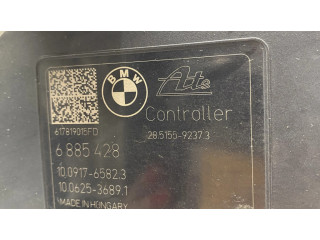 BMW
Ate
Controller
617819015FD
28.5155-9237.3
6 885 428
10.0917-6582.3
10.0625-3689.1
MADE IN HUNGARY